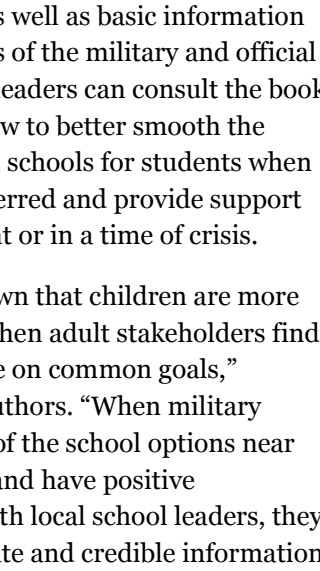 s well as basic information
s of the military and official
leaders can consult the book
w to better smooth the
schools for students when
erred and provide support
t or in a time of crisis.
wn that children are more
hen adult stakeholders find
e on common goals,”
uthors. “When military
of the school options near
and have positive
th local school leaders, they
te and credible information